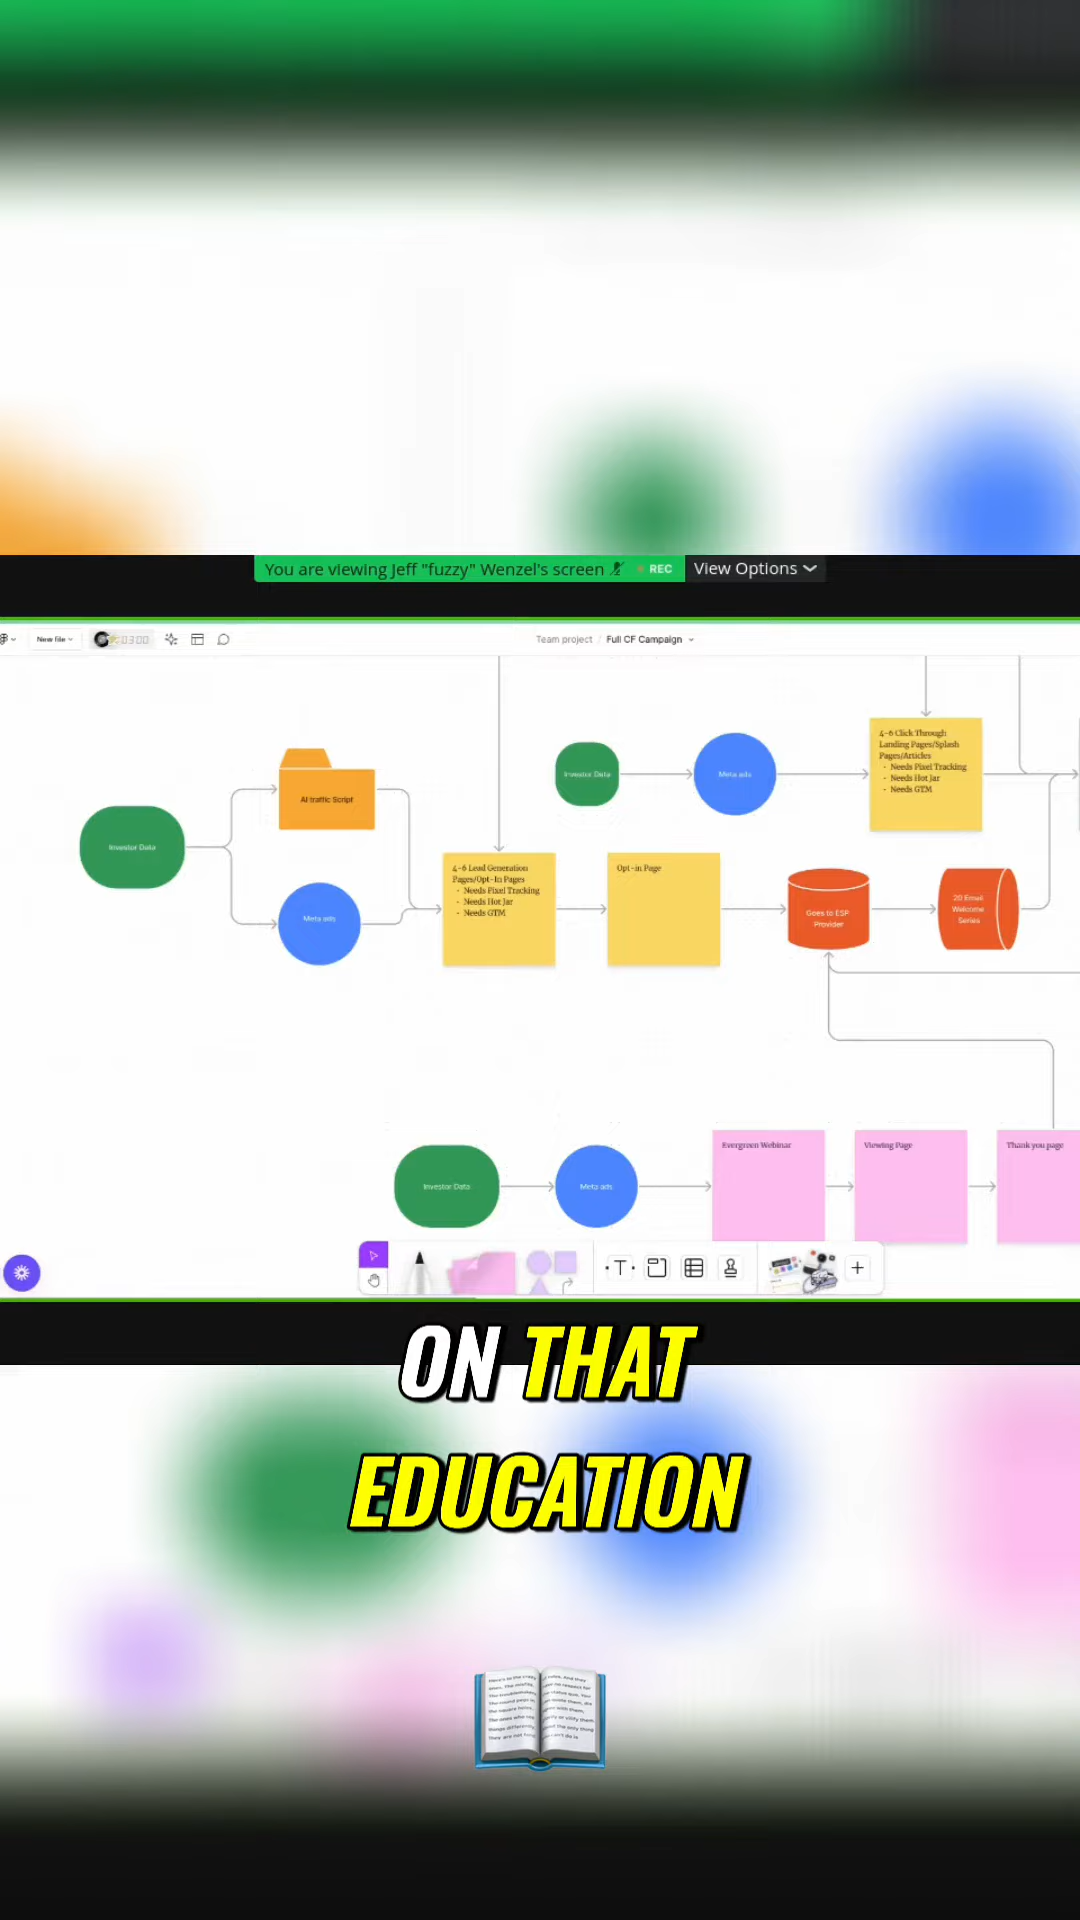 You are viewing Jeff "fuzzy" Wenzel's screen
REC
View Options
New file
03:00
Team project / Full CF Campaign
Investor Data
AI traffic Script
Meta ads
4-6 Lead Generation
Pages/Opt-In Pages
- Needs Pixel Tracking
- Needs Hot Jar
- Needs GTM
Opt-in Page
Investor Data
Meta ads
4-6 Click Through
Landing Pages/Splash
Pages/Articles
- Needs Pixel Tracking
- Needs Hot Jar
- Needs GTM
Goes to ESP
Provider
20 Email
Welcome
Series
Investor Data
Meta ads
Evergreen Webinar
Viewing Page
Thank you page
T
ON THAT
EDUCATION